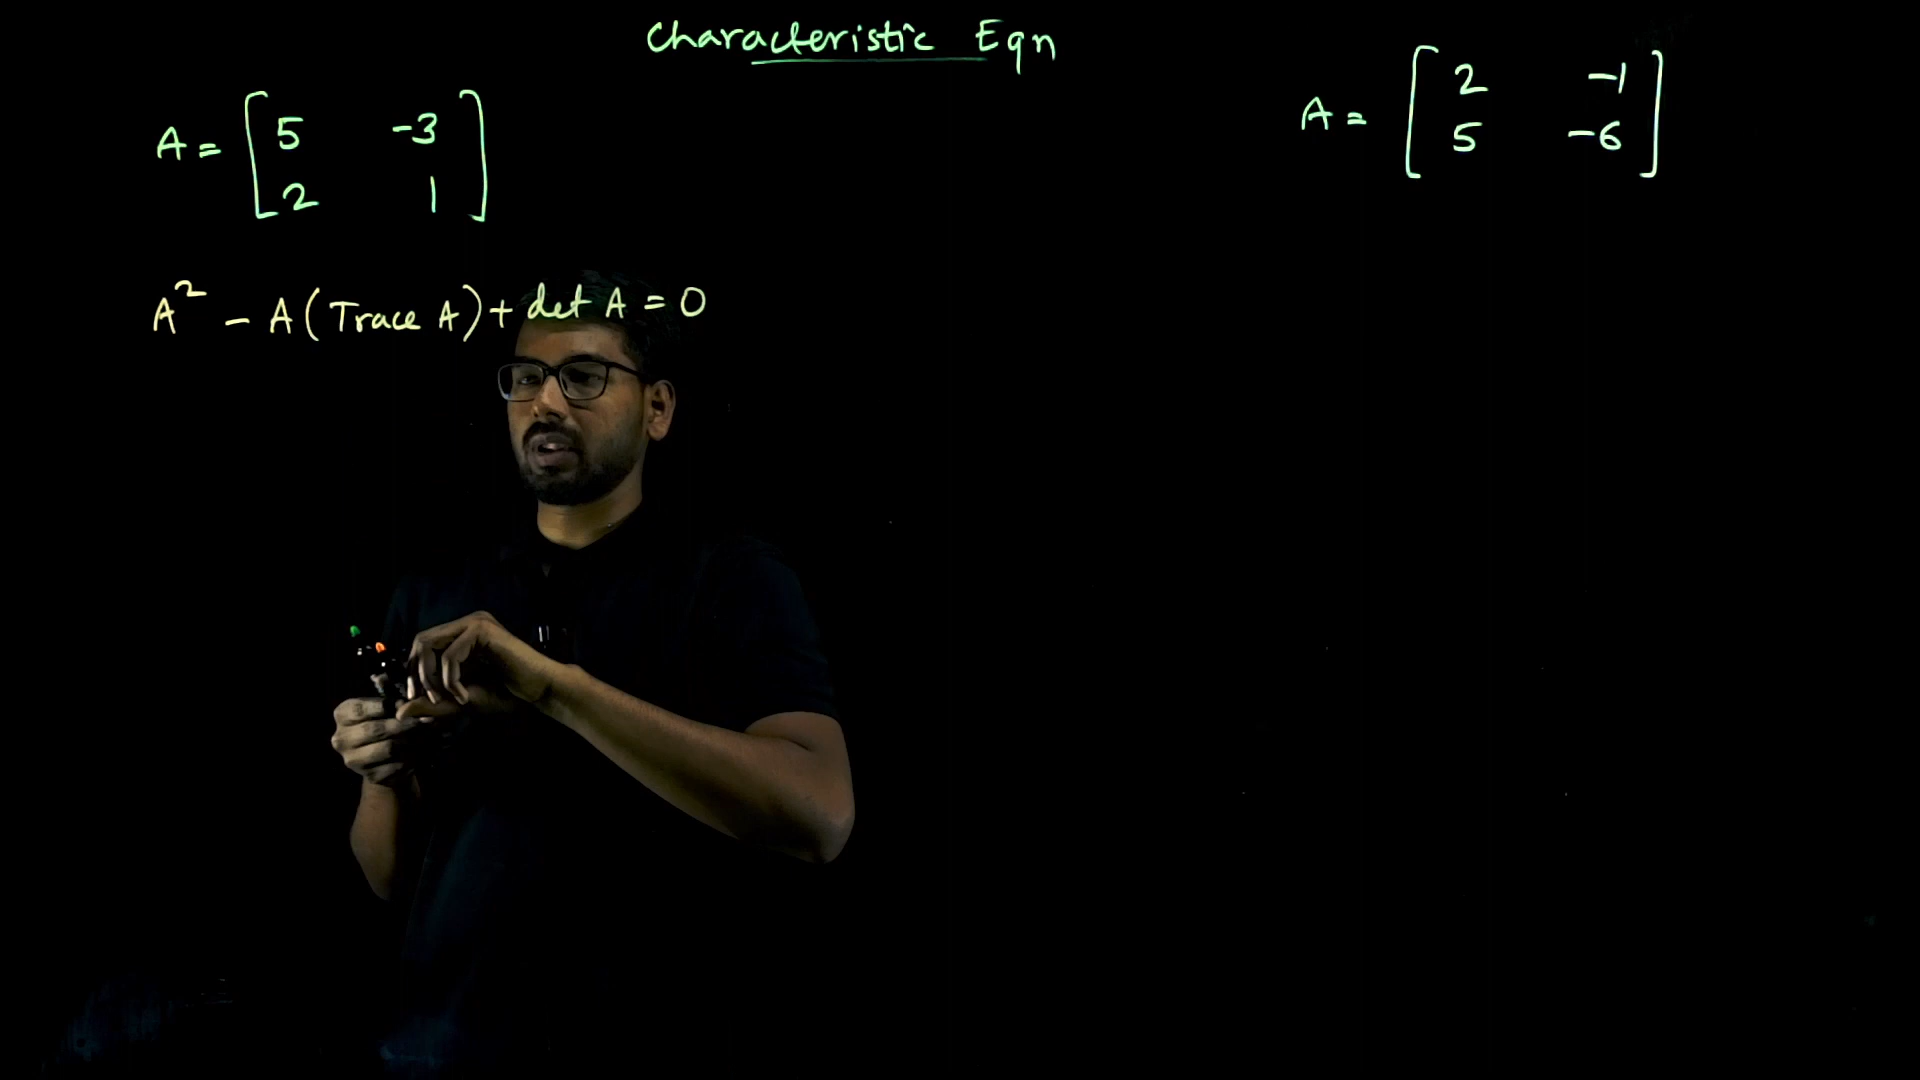 Characteristic Eqn
A = [ 5 -3
2 1 ]
A² - A (Trace A) + det A = 0
A = [ 2 -1
5 -6 ]